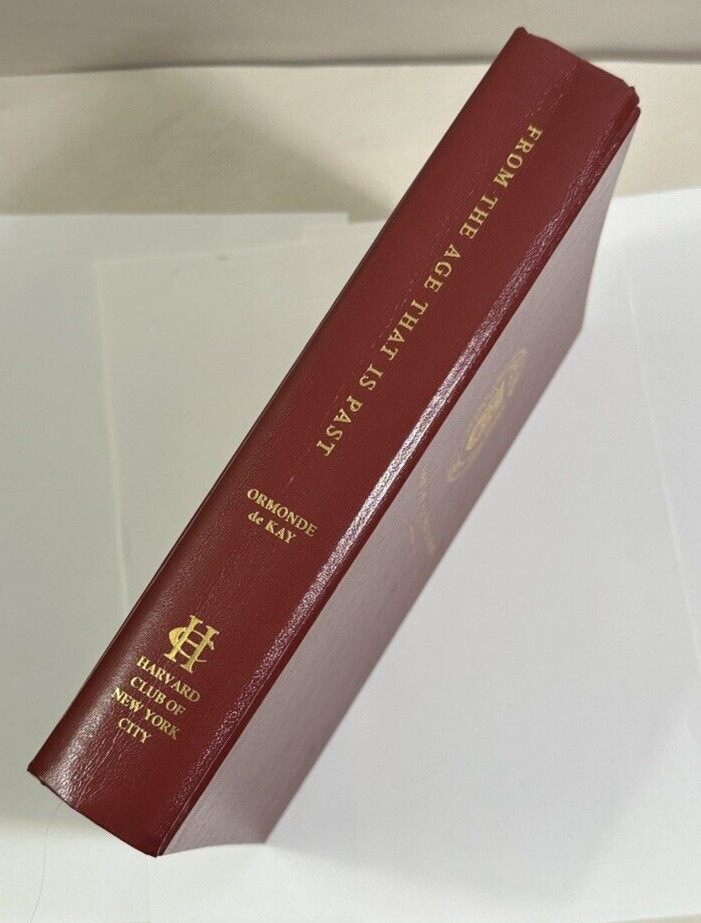 FROM THE AGE THAT IS PAST
ORMONDE
de KAY
HC
HARVARD
CLUB OF
NEW YORK
CITY